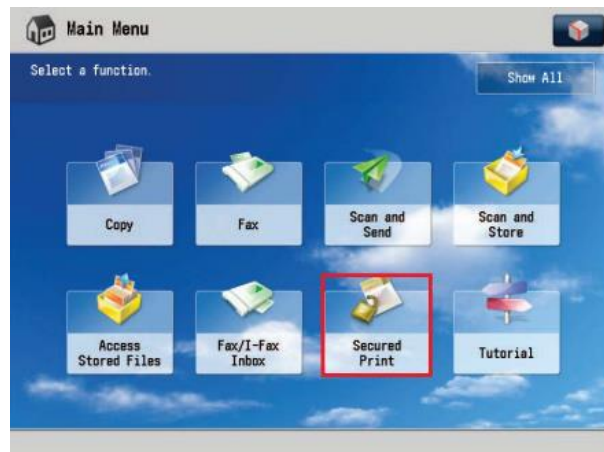 Main Menu
Select a function.
Show All
Copy
Fax
Scan and
Send
Scan and
Store
Access
Stored Files
Fax/I-Fax
Inbox
Secured
Print
Tutorial